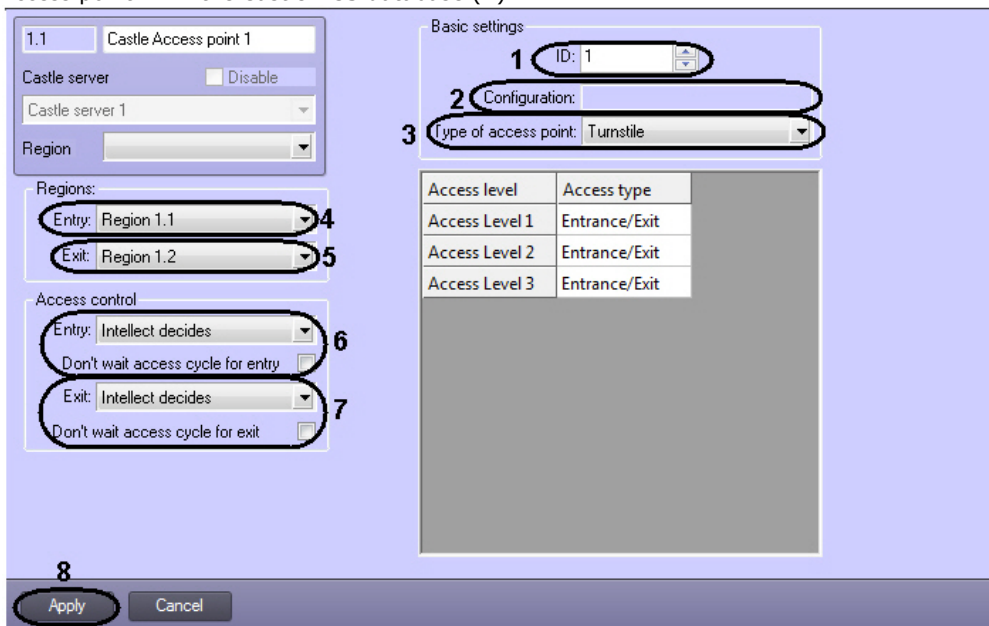 1.1 Castle Access point 1
Castle server Disable
Castle server 1
Region
Regions:
Entry: Region 1.1 4
Exit: Region 1.2 5
Access control
Entry: Intellect decides
6
Don't wait access cycle for entry
Exit: Intellect decides
7
Don't wait access cycle for exit
Basic settings
1 ID: 1
2 Configuration:
3 Type of access point: Turnstile
Access level Access type
Access Level 1 Entrance/Exit
Access Level 2 Entrance/Exit
Access Level 3 Entrance/Exit
8
Apply Cancel